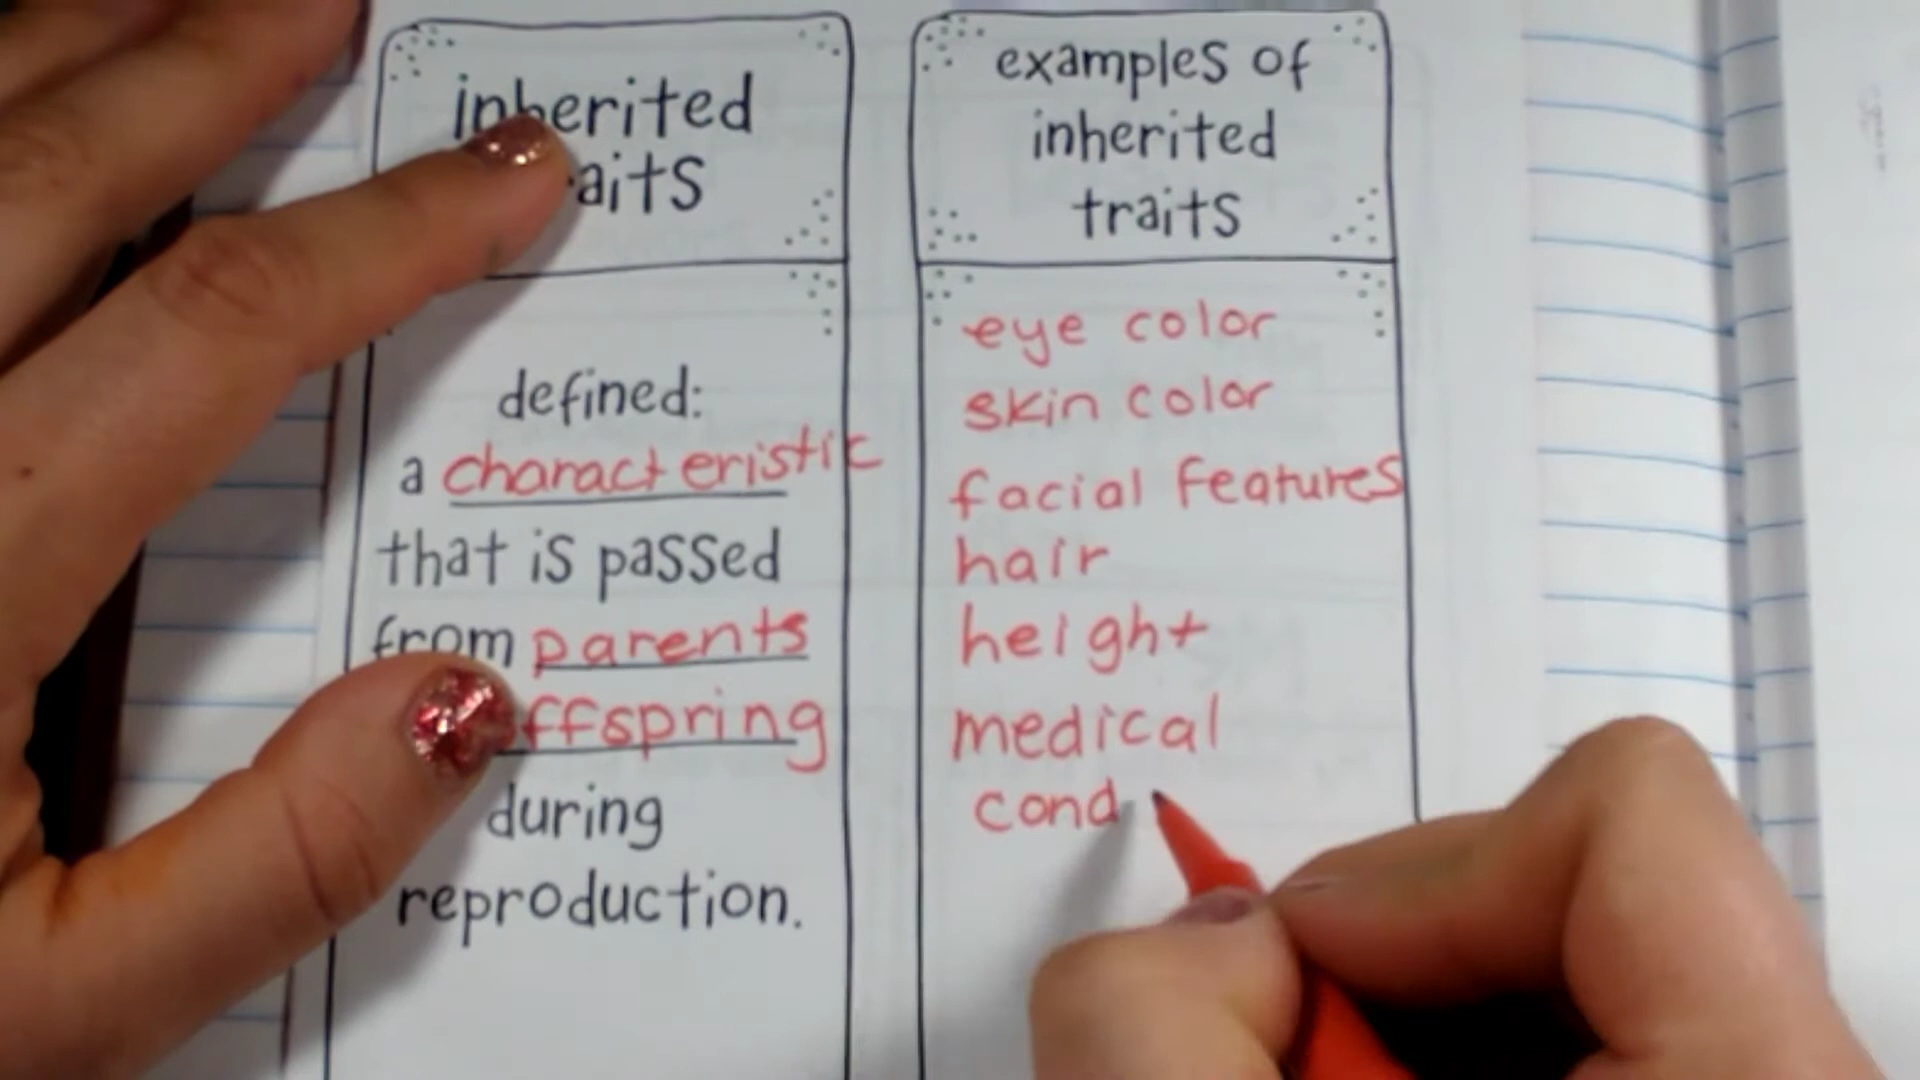 inherited
defined:
a characteristic
that is passed
from parents
offspring
during
reproduction.
examples of
inherited
traits
eye color
skin color
facial features
hair
height
medical
cond